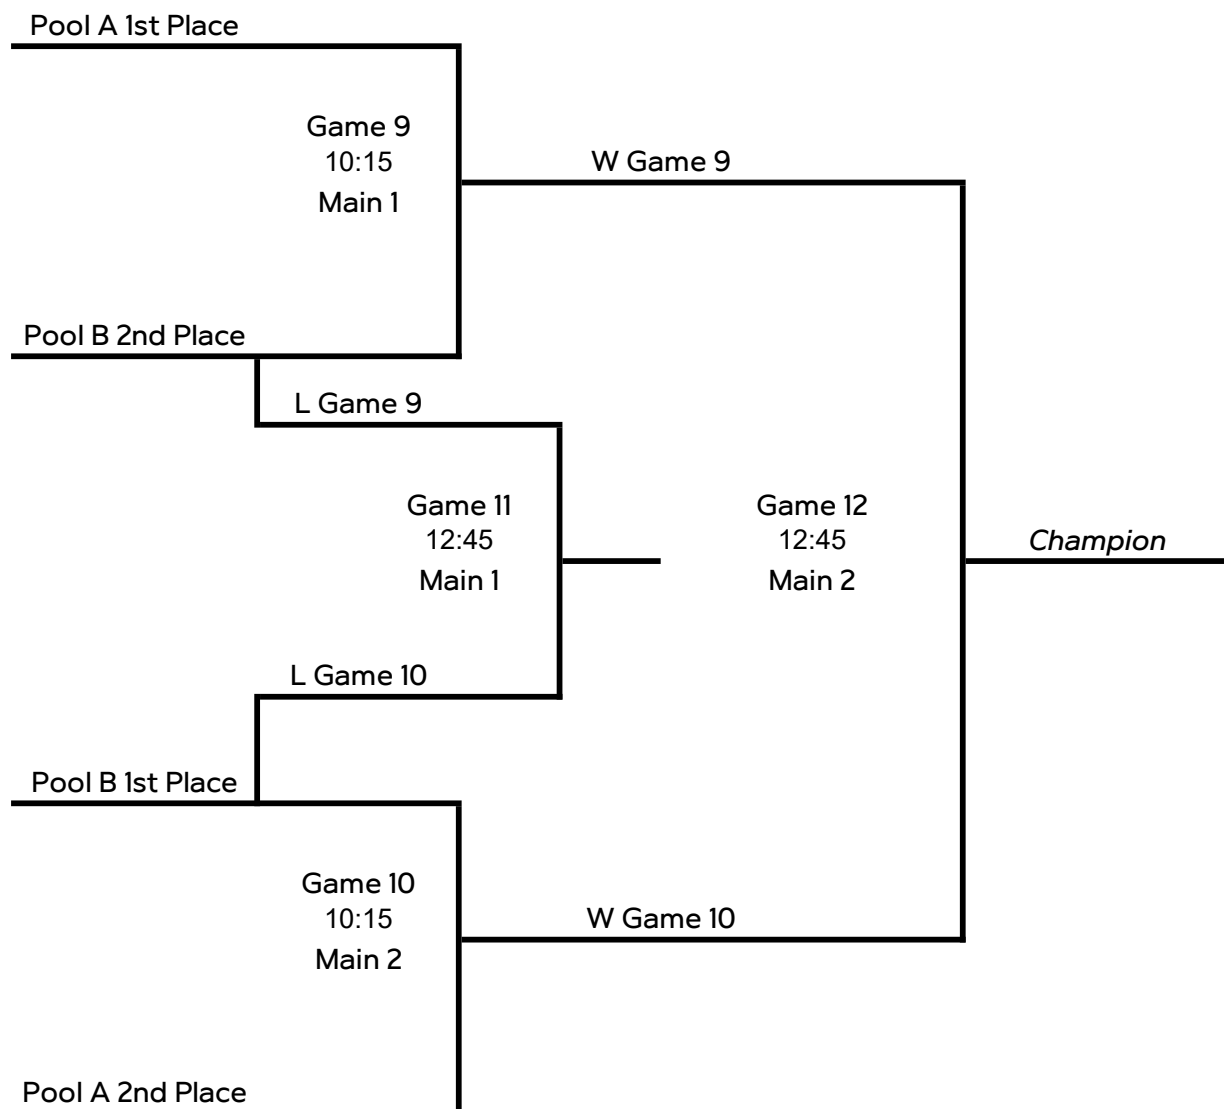 Pool A 1st Place
Game 9
10:15
Main 1
W Game 9
Pool B 2nd Place
L Game 9
Game 11
12:45
Main 1
Game 12
12:45
Main 2
Champion
L Game 10
Pool B 1st Place
Game 10
10:15
Main 2
W Game 10
Pool A 2nd Place